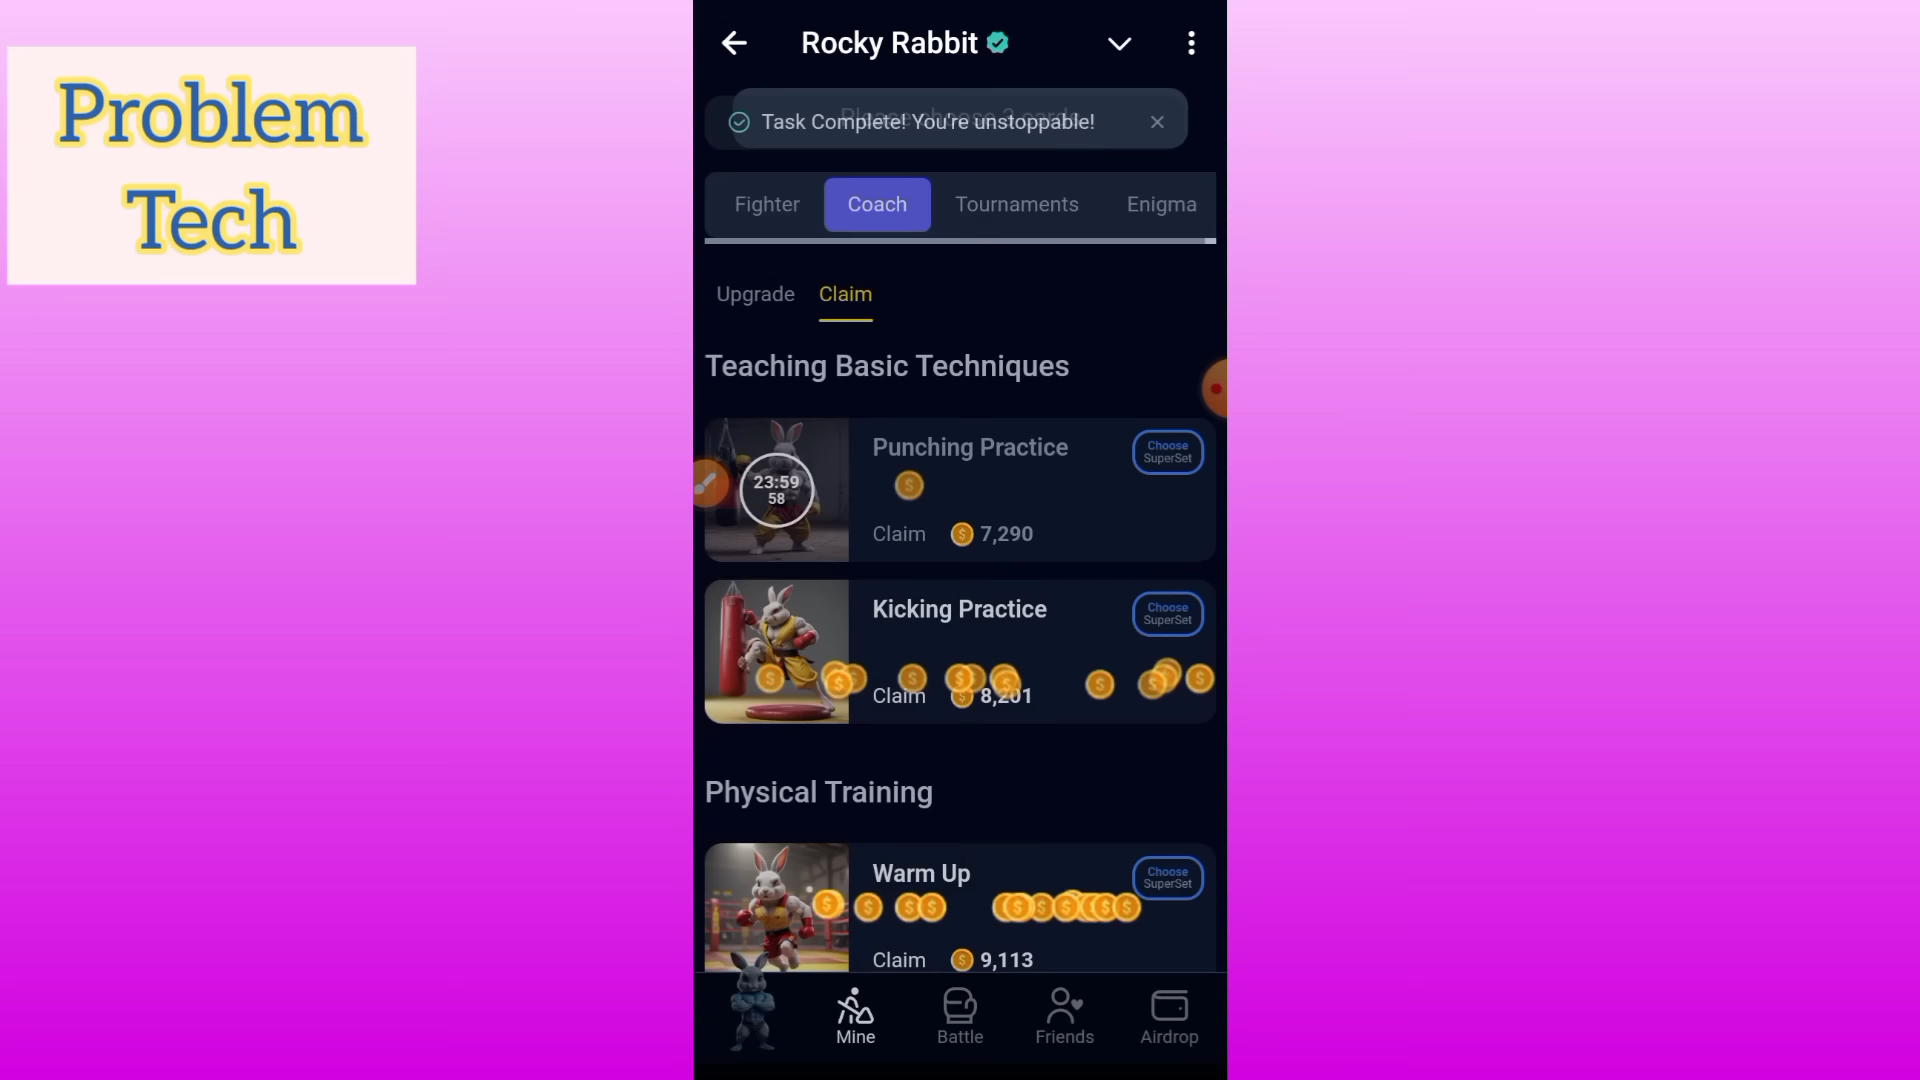 Problem
Tech
Rocky Rabbit
Task Complete! You're unstoppable!
Fighter
Coach
Tournaments
Enigma
Upgrade
Claim
Teaching Basic Techniques
23:59
58
Punching Practice
Choose
SuperSet
Claim 7,290
Kicking Practice
Choose
SuperSet
Claim 8,201
Physical Training
Warm Up
Choose
SuperSet
Claim 9,113
Mine
Battle
Friends
Airdrop